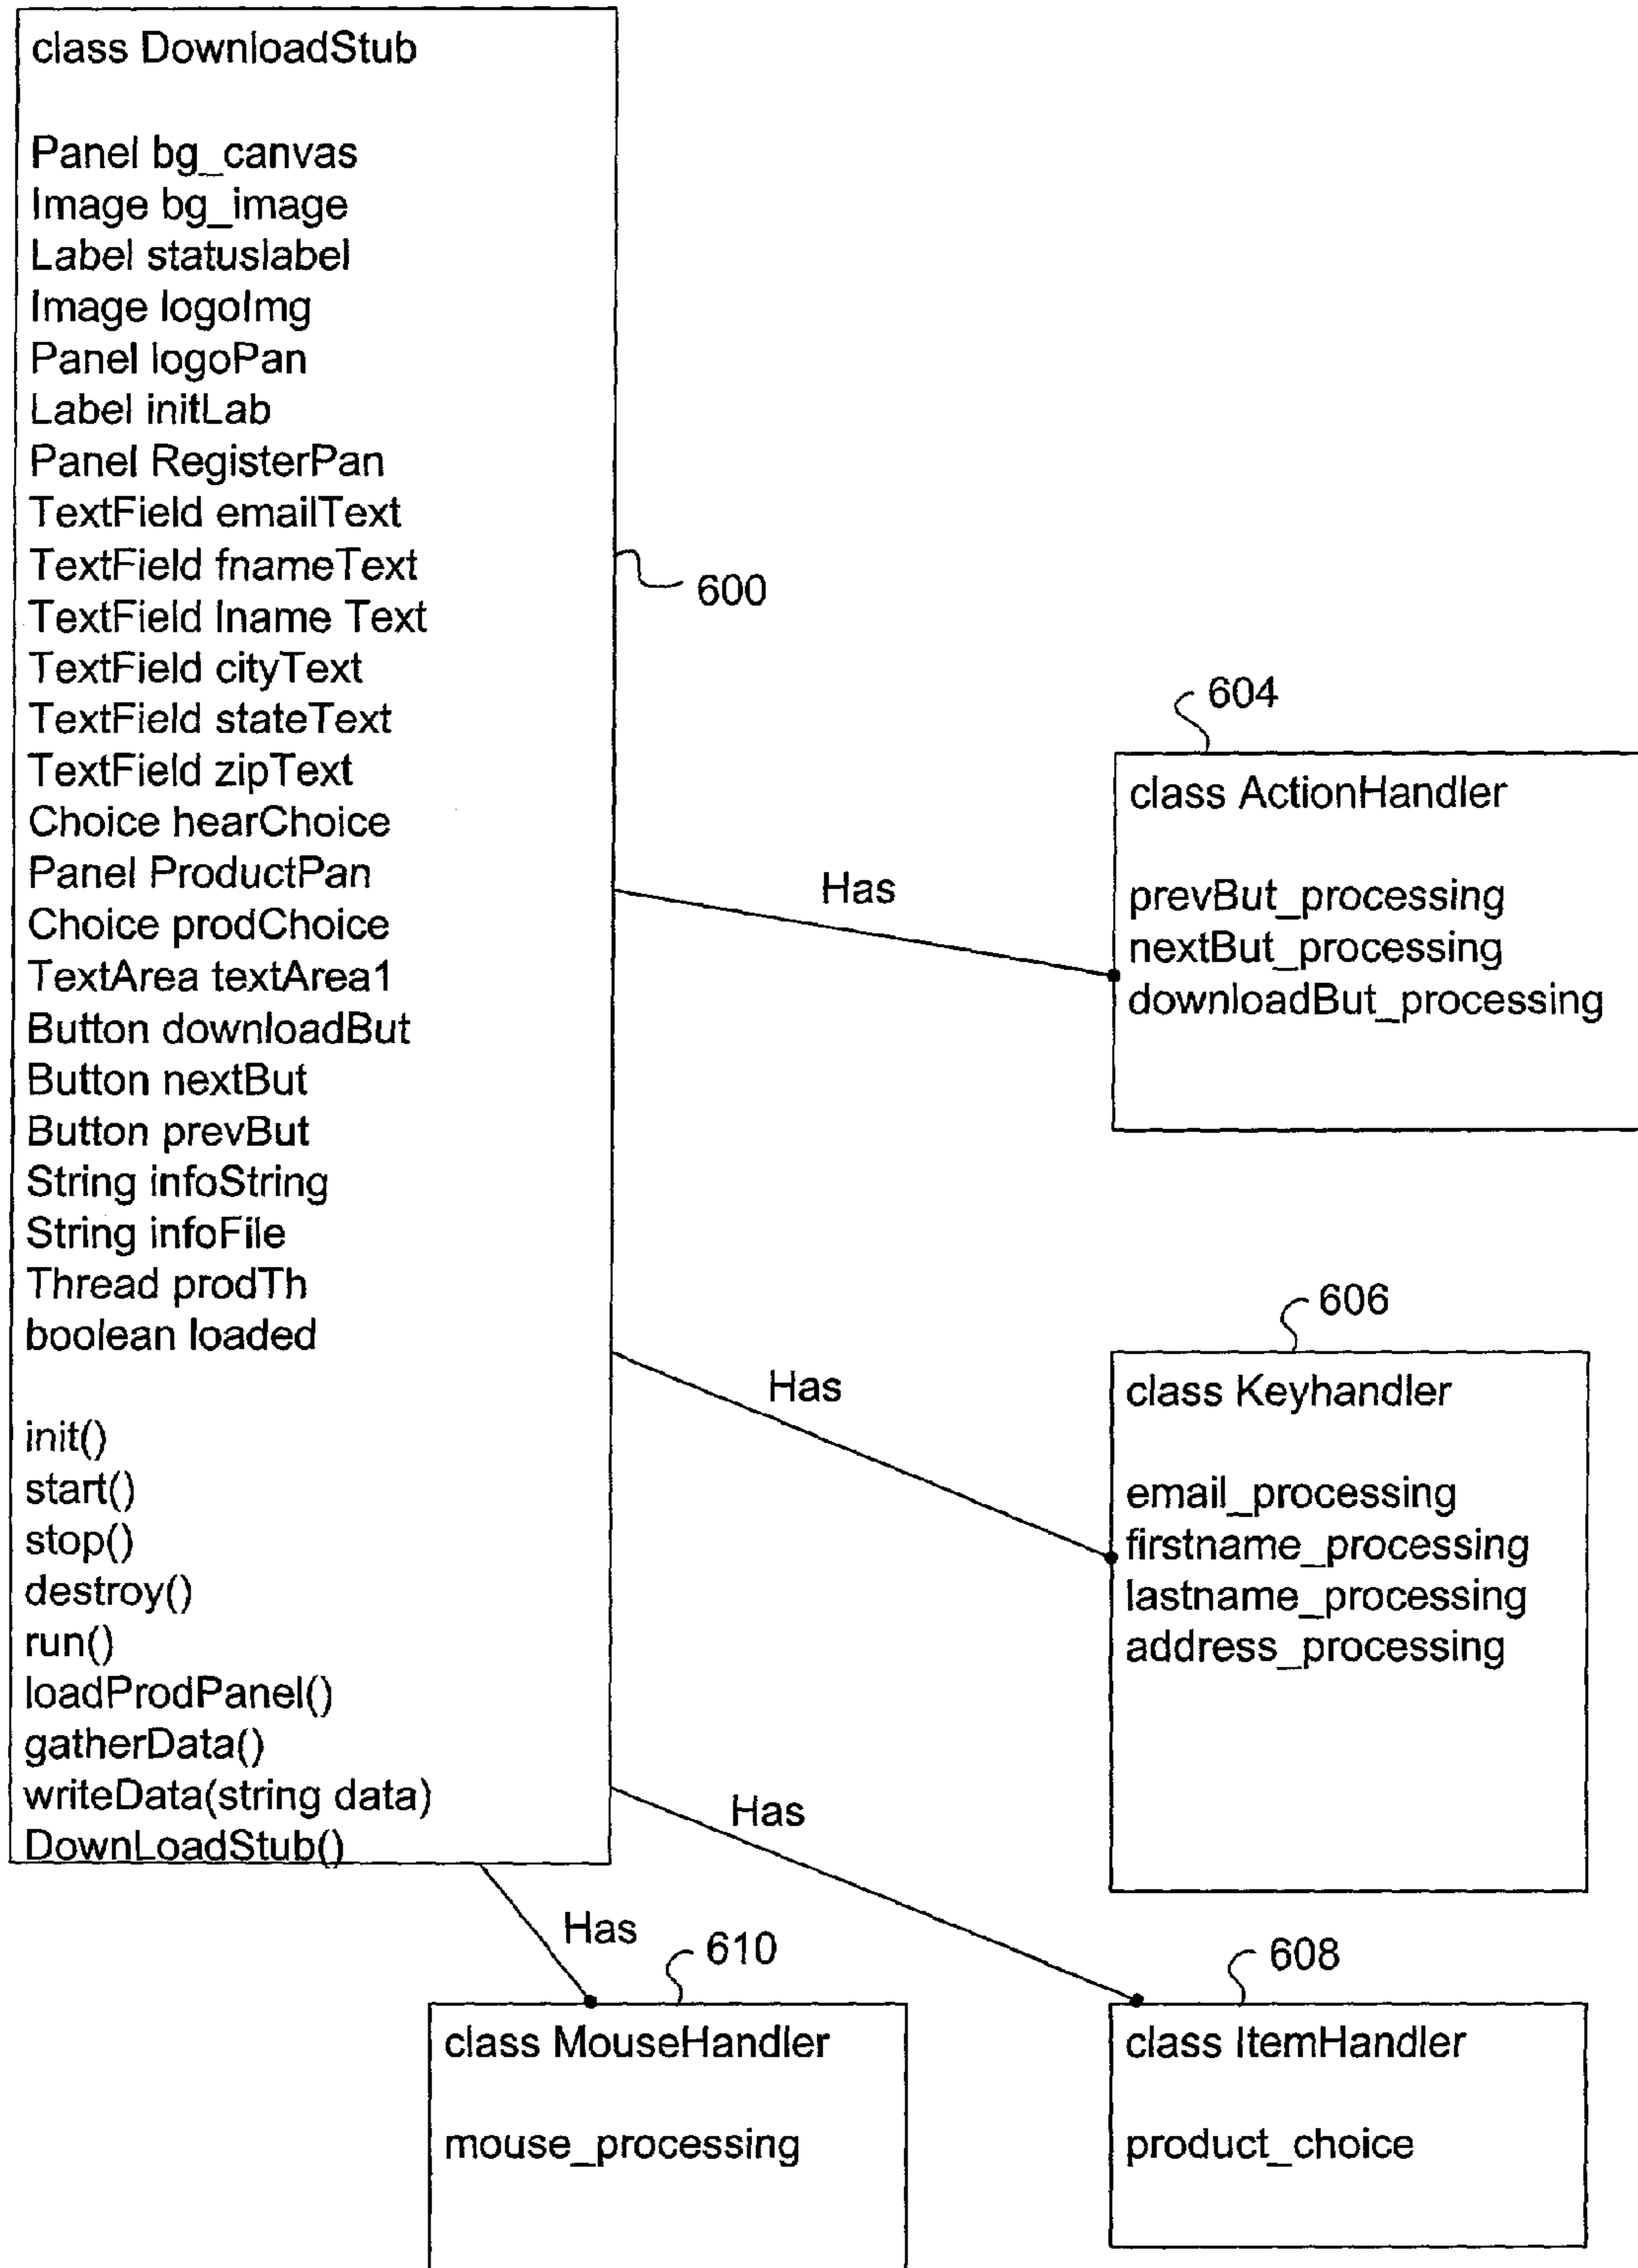 class DownloadStub
Panel bg_canvas
Image bg_image
Label statuslabel
Image logoImg
Panel logoPan
Label initLab
Panel RegisterPan
TextField emailText
TextField fnameText
TextField lname Text
TextField cityText
TextField stateText
TextField zipText
Choice hearChoice
Panel ProductPan
Choice prodChoice
TextArea textArea1
Button downloadBut
Button nextBut
Button prevBut
String infoString
String infoFile
Thread prodTh
boolean loaded
init()
start()
stop()
destroy()
run()
loadProdPanel()
gatherData()
writeData(string data)
DownLoadStub()
600
Has
604
class ActionHandler
prevBut_processing
nextBut_processing
downloadBut_processing
Has
606
class Keyhandler
email_processing
firstname_processing
lastname_processing
address_processing
Has
608
class ItemHandler
product_choice
Has
610
class MouseHandler
mouse_processing